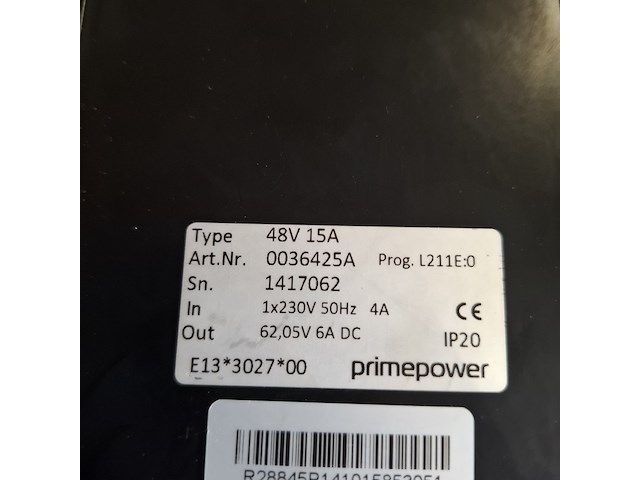 Type 48V 15A
Art.Nr. 0036425A Prog. L211E:0
Sn. 1417062
In 1x230V 50Hz 4A CE
Out 62,05V 6A DC IP20
E13*3027*00 primepower